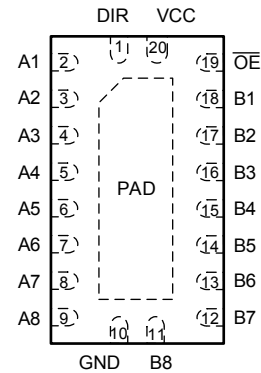 DIR VCC
1 20
A1 2 19 O̅E̅
A2 3 18 B1
A3 4 17 B2
A4 5 16 B3
PAD
A5 6 15 B4
A6 7 14 B5
A7 8 13 B6
A8 9 12 B7
10 11
GND B8